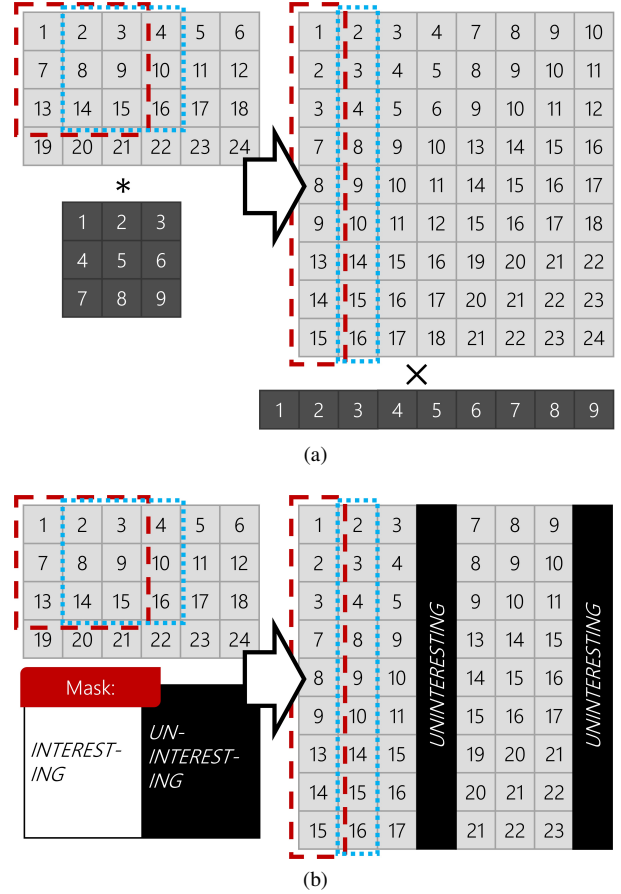 1 2 3 4 5 6
7 8 9 10 11 12
13 14 15 16 17 18
19 20 21 22 23 24
*
1 2 3
4 5 6
7 8 9
1 2 3 4 7 8 9 10
2 3 4 5 8 9 10 11
3 4 5 6 9 10 11 12
7 8 9 10 13 14 15 16
8 9 10 11 14 15 16 17
9 10 11 12 15 16 17 18
13 14 15 16 19 20 21 22
14 15 16 17 20 21 22 23
15 16 17 18 21 22 23 24
×
1 2 3 4 5 6 7 8 9
(a)
1 2 3 4 5 6
7 8 9 10 11 12
13 14 15 16 17 18
19 20 21 22 23 24
Mask:
INTEREST-
ING
UN-
INTEREST-
ING
1 2 3 7 8 9
2 3 4 8 9 10
3 4 5 9 10 11
7 8 9 13 14 15
8 9 10 14 15 16
9 10 11 15 16 17
13 14 15 19 20 21
14 15 16 20 21 22
15 16 17 21 22 23
UNINTERESTING
UNINTERESTING
(b)